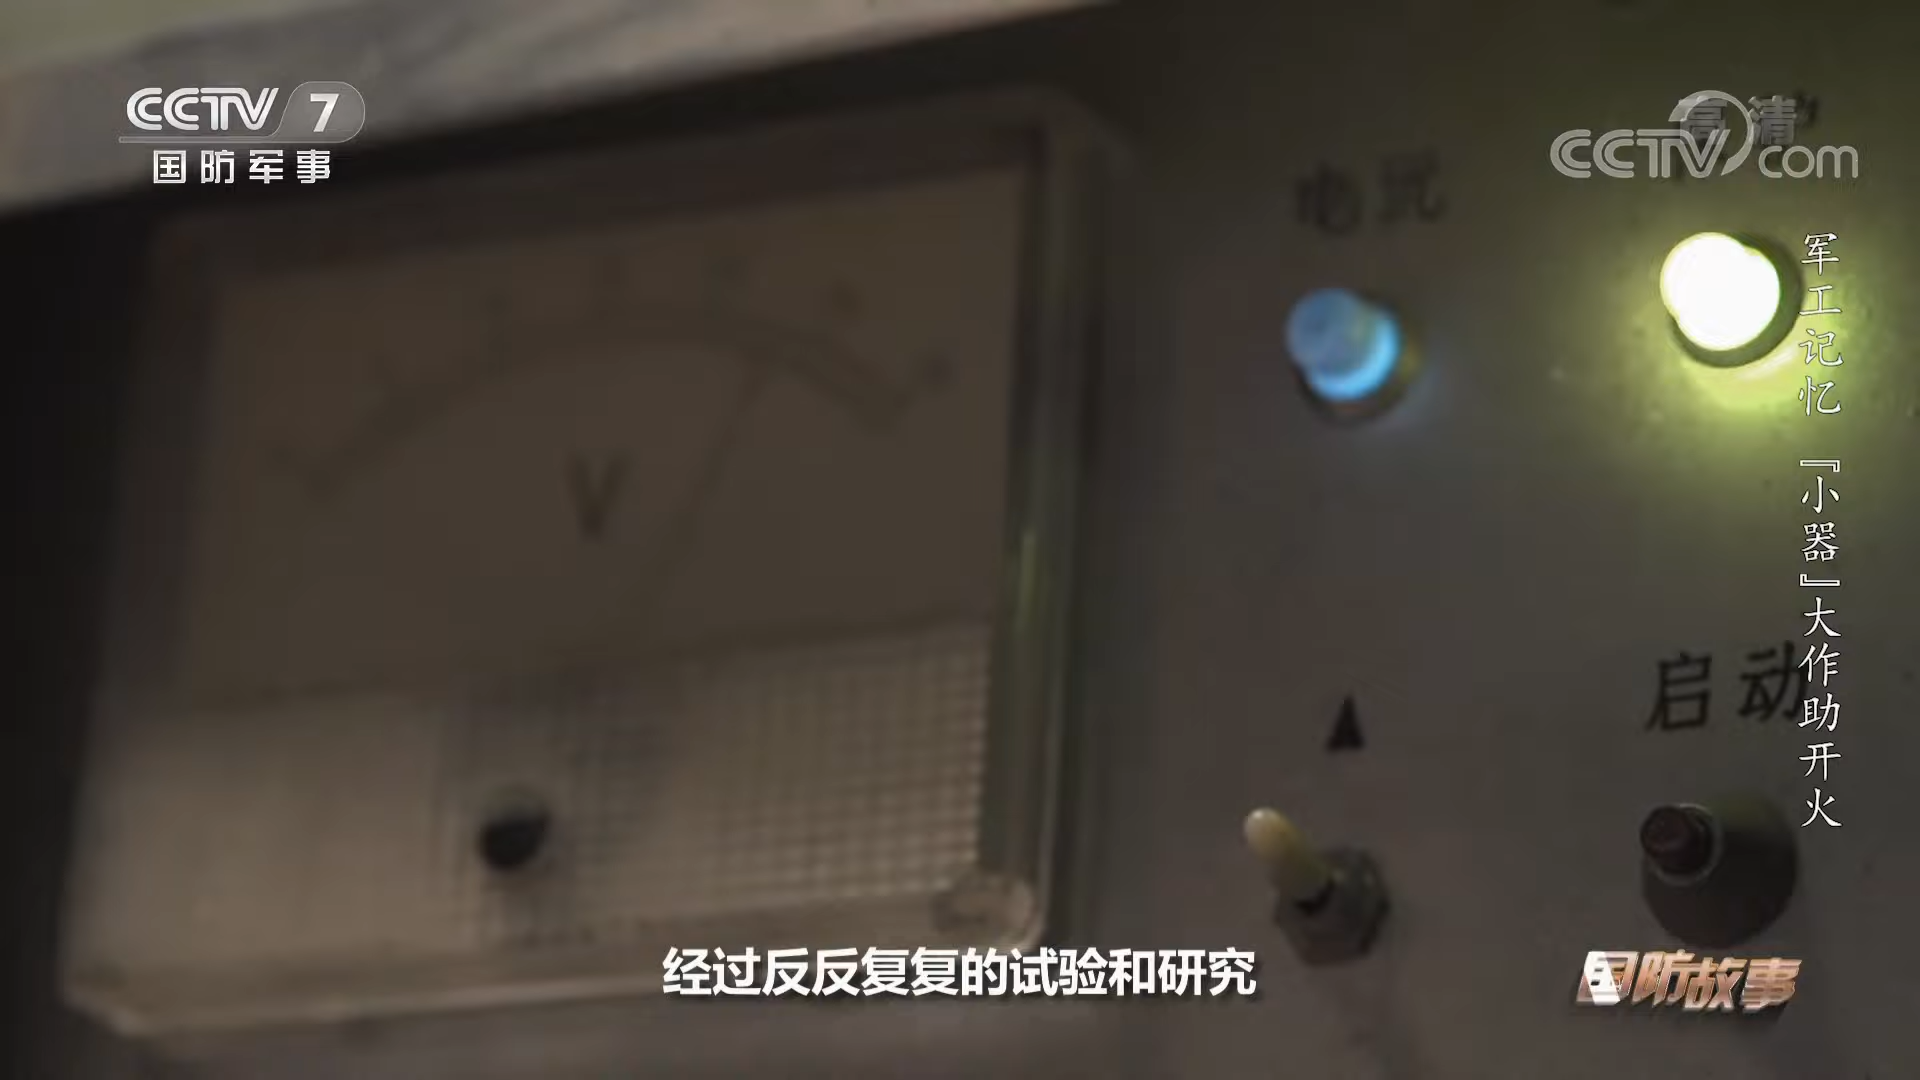 CCTV 7
国防军事
高清
CCTV.com
电源
V
启动
军工记忆 『小器』大作助开火
经过反反复复的试验和研究
国防故事